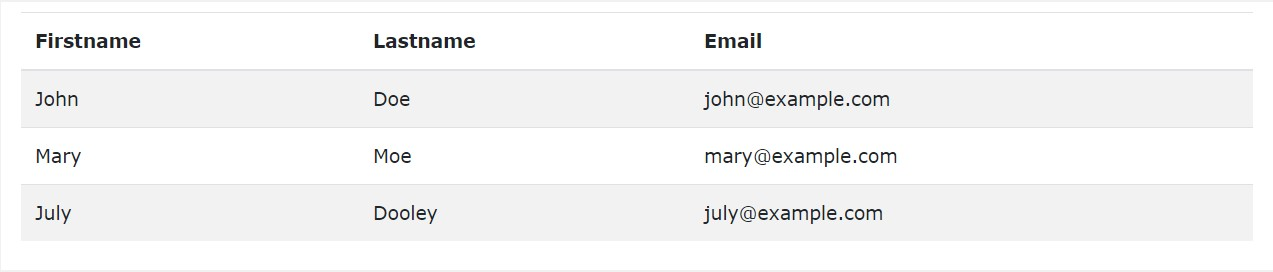 Firstname Lastname Email
John Doe john@example.com
Mary Moe mary@example.com
July Dooley july@example.com